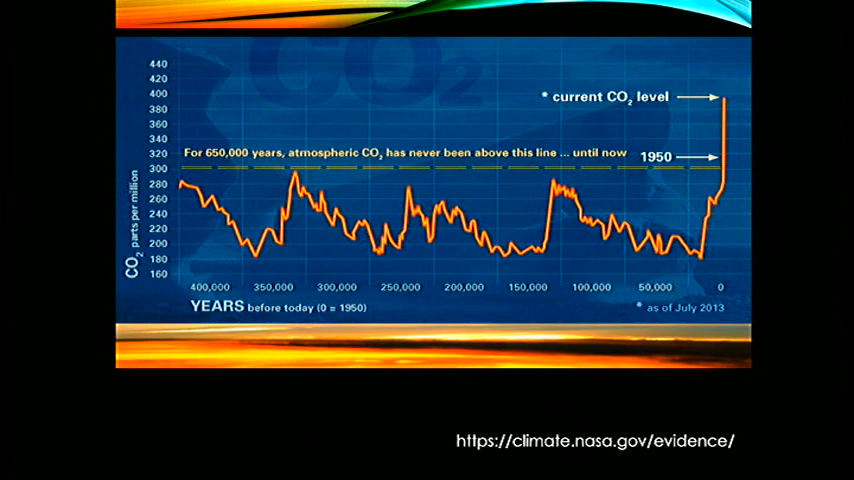 CO2
440
420
400
380
360
340
320
300
280
260
240
220
200
180
160
CO2 parts per million
* current CO2 level
For 650,000 years, atmospheric CO2 has never been above this line ... until now
1950
400,000 350,000 300,000 250,000 200,000 150,000 100,000 50,000 0
YEARS before today (0 = 1950)
* as of July 2013
https://climate.nasa.gov/evidence/